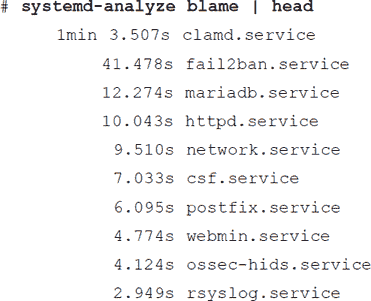 # systemd-analyze blame | head
1min 3.507s clamd.service
41.478s fail2ban.service
12.274s mariadb.service
10.043s httpd.service
9.510s network.service
7.033s csf.service
6.095s postfix.service
4.774s webmin.service
4.124s ossec-hids.service
2.949s rsyslog.service